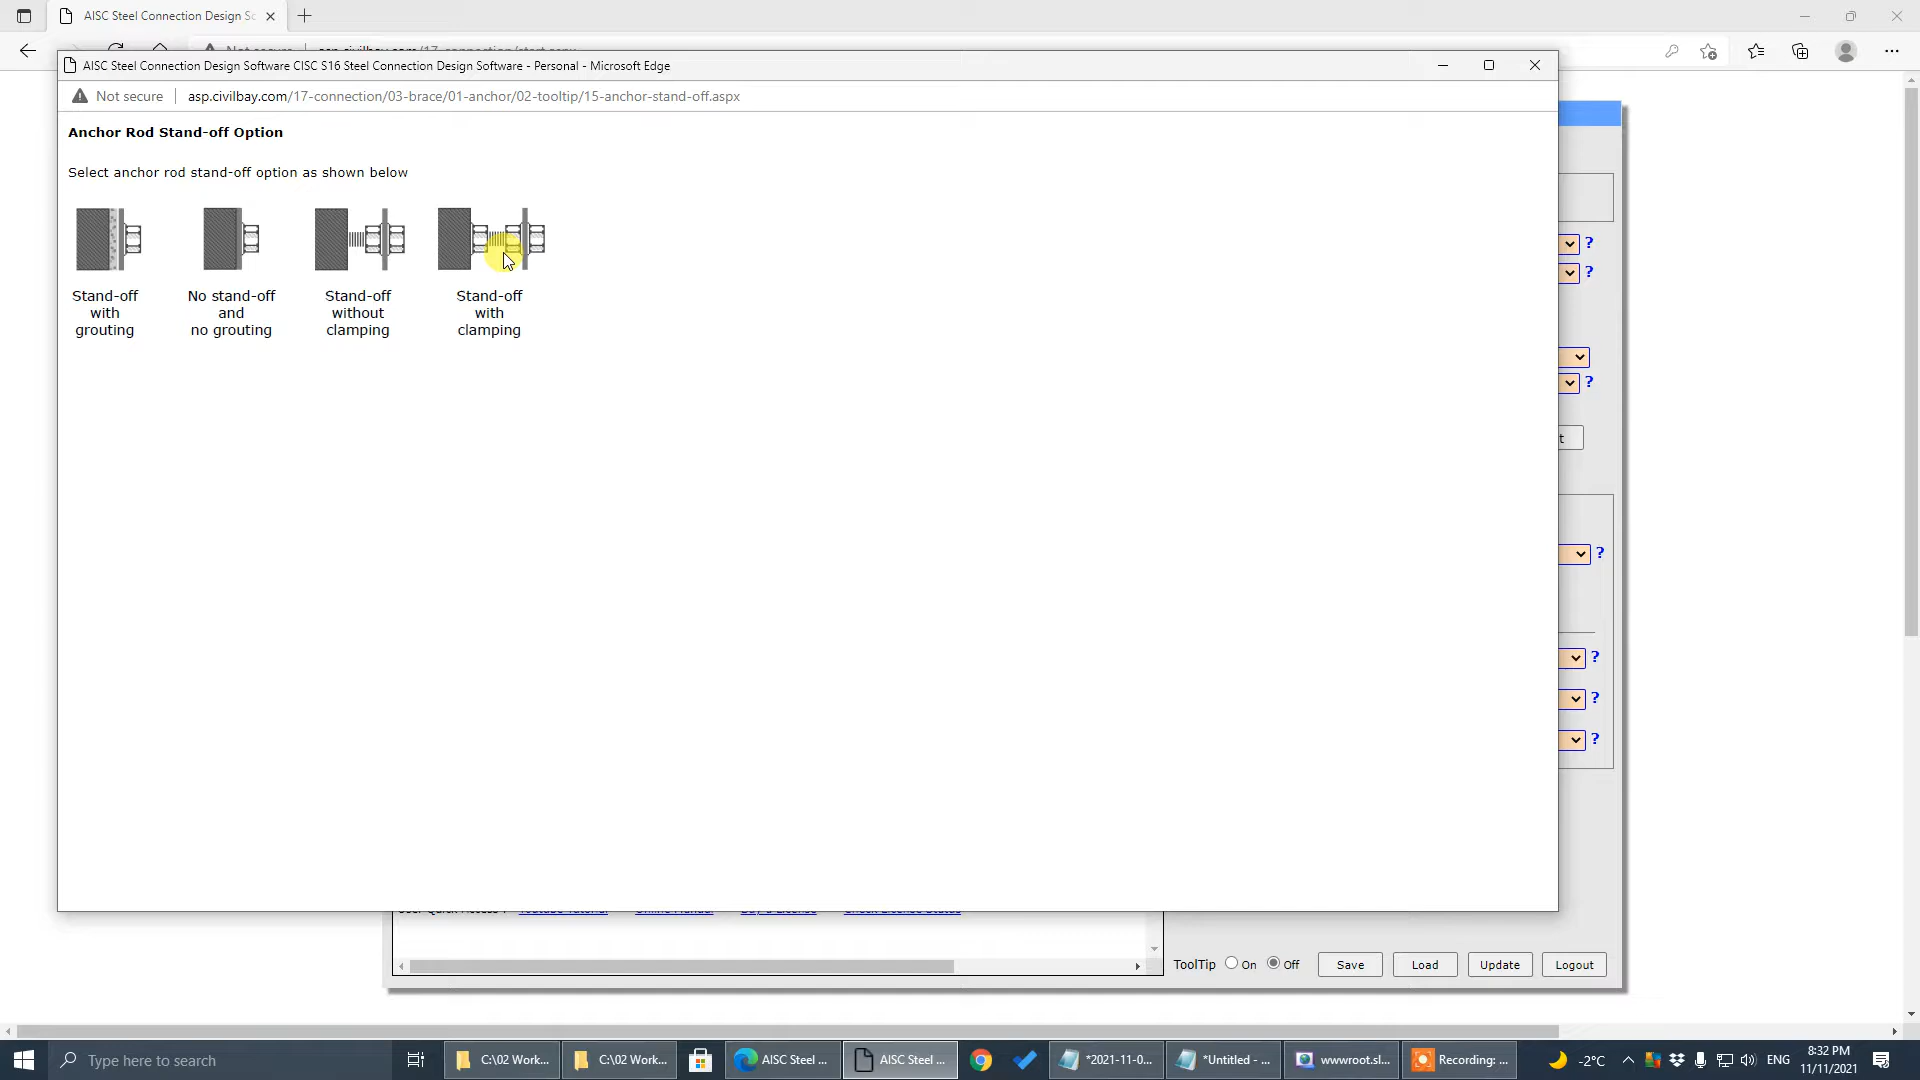 AISC Steel Connection Design Sc
AISC Steel Connection Design Software CISC S16 Steel Connection Design Software - Personal - Microsoft Edge
Not secure asp.civilbay.com/17-connection/03-brace/01-anchor/02-tooltip/15-anchor-stand-off.aspx
Anchor Rod Stand-off Option
Select anchor rod stand-off option as shown below
Stand-off with grouting
No stand-off and no grouting
Stand-off without clamping
Stand-off with clamping
?
?
?
t
?
?
?
?
ToolTip On Off Save Load Update Logout
Type here to search C:\02 Work... C:\02 Work... AISC Steel ... AISC Steel ... *2021-11-0... *Untitled - ... wwwroot.sl... Recording: ... -2°C ENG 8:32 PM
11/11/2021